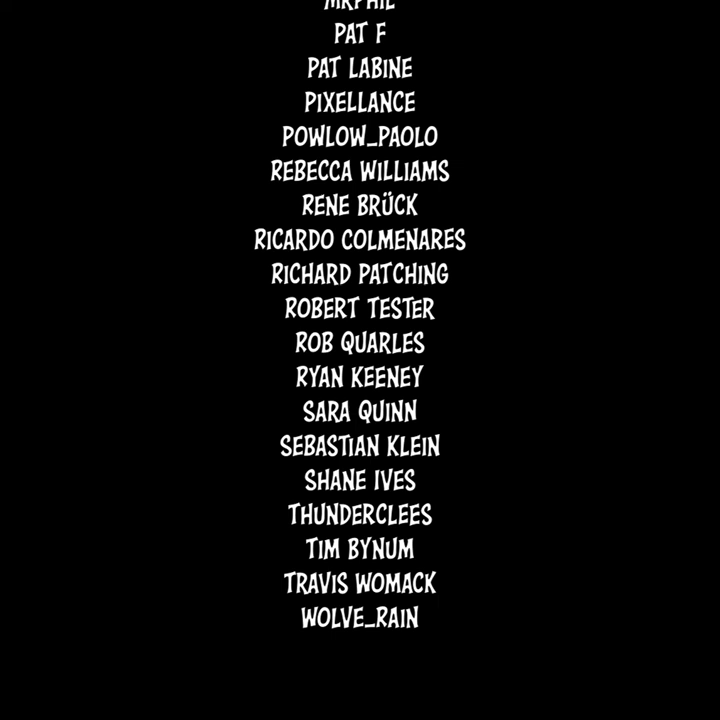 MRPHIL
PAT F
PAT LABINE
PIXELLANCE
POWLOW_PAOLO
REBECCA WILLIAMS
RENE BRÜCK
RICARDO COLMENARES
RICHARD PATCHING
ROBERT TESTER
ROB QUARLES
RYAN KEENEY
SARA QUINN
SEBASTIAN KLEIN
SHANE IVES
THUNDERCLEES
TIM BYNUM
TRAVIS WOMACK
WOLVE_RAIN